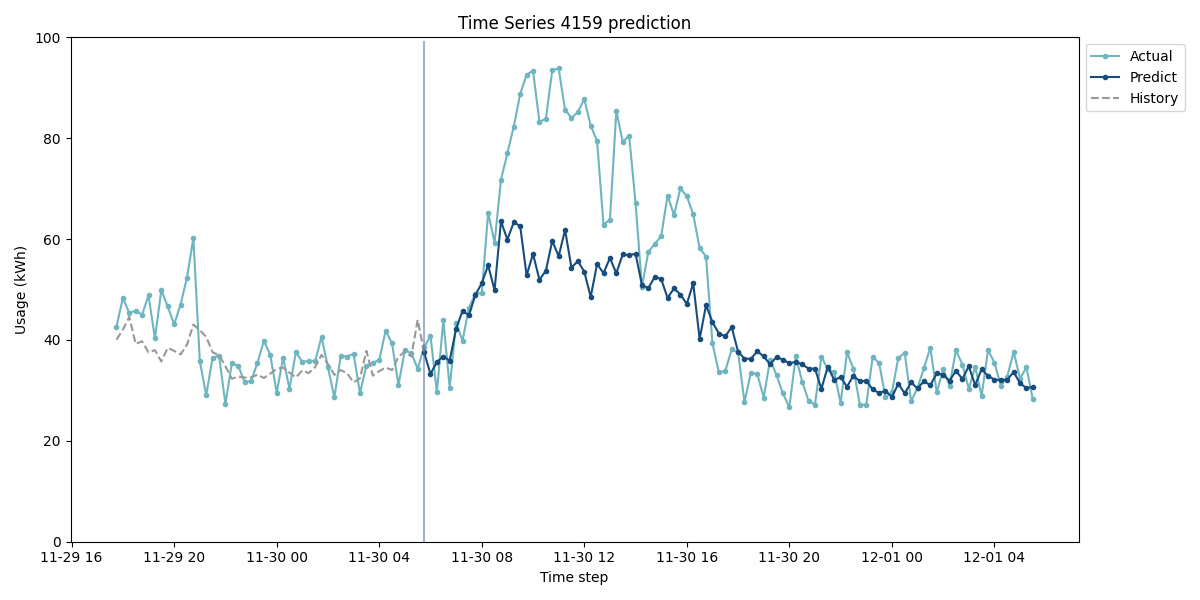 Time Series 4159 prediction
100
80
60
40
20
0
Usage (kWh)
11-29 16
11-29 20
11-30 00
11-30 04
11-30 08
11-30 12
11-30 16
11-30 20
12-01 00
12-01 04
Time step
Actual
Predict
History